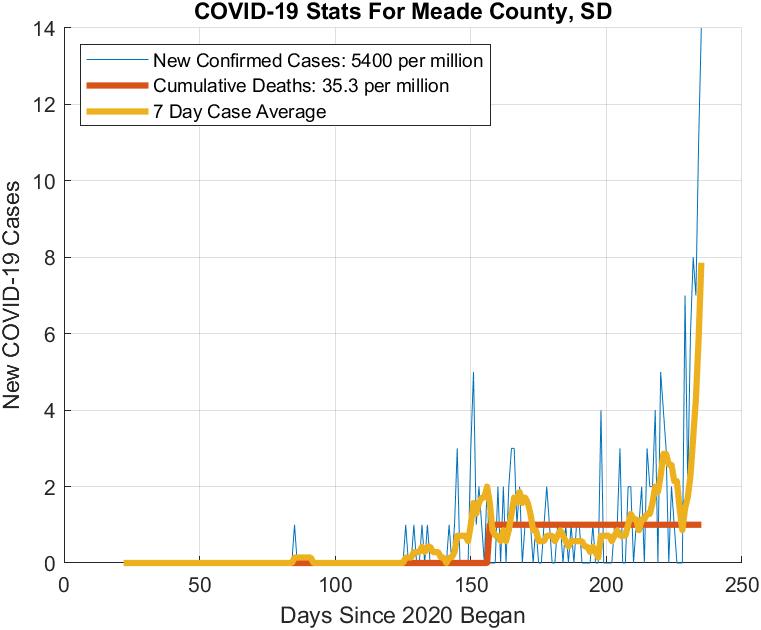 COVID-19 Stats For Meade County, SD
New Confirmed Cases: 5400 per million
Cumulative Deaths: 35.3 per million
7 Day Case Average
New COVID-19 Cases
14
12
10
8
6
4
2
0
0 50 100 150 200 250
Days Since 2020 Began